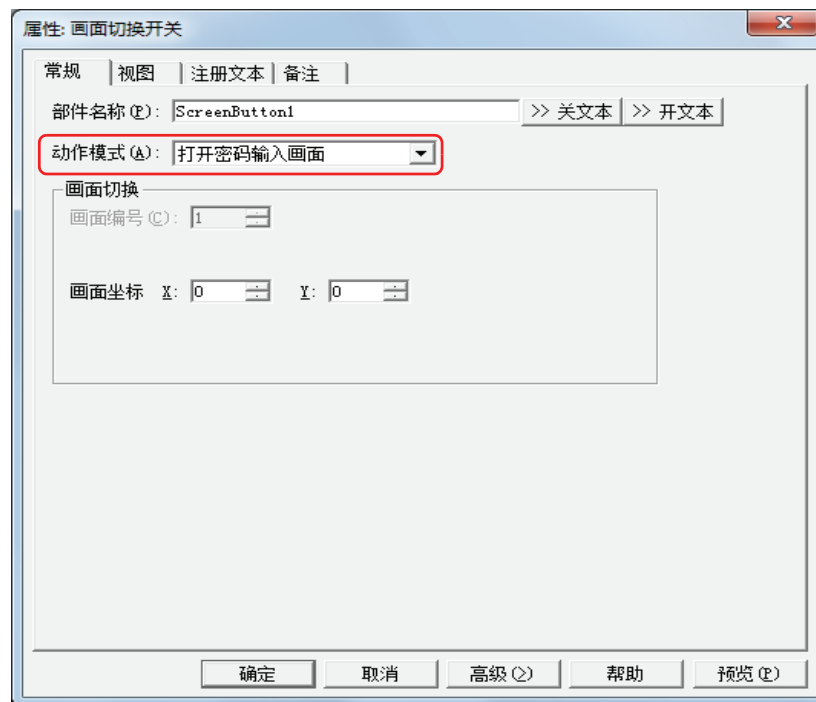 属性: 画面切换开关
常规 视图 注册文本 备注
部件名称(P): ScreenButton1 >> 关文本 >> 开文本
动作模式(A): 打开密码输入画面
画面切换
画面编号(C): 1
画面坐标 X: 0 Y: 0
确定 取消 高级(>) 帮助 预览(P)